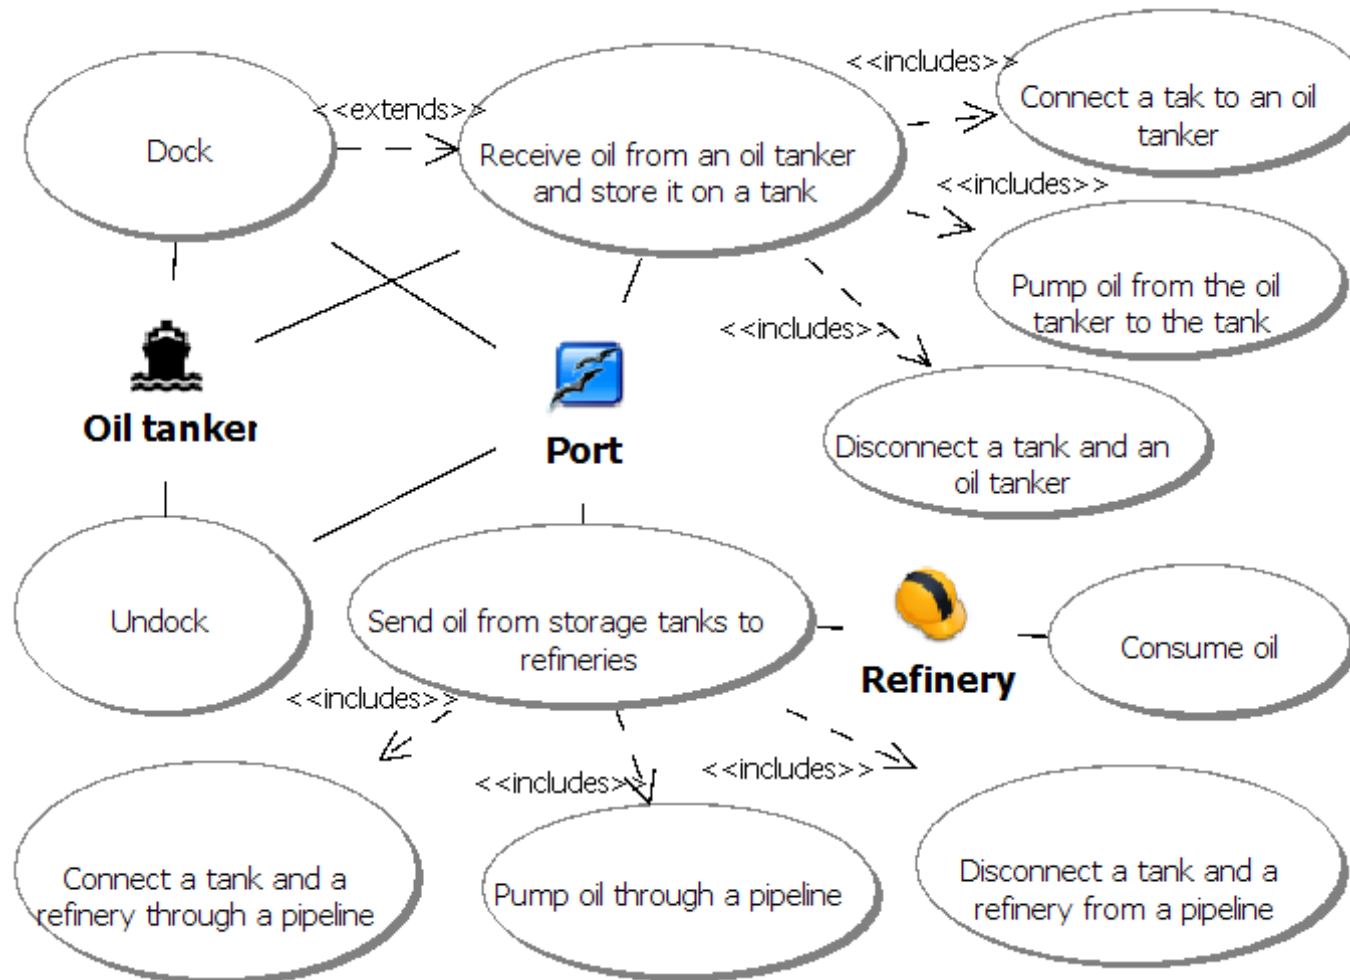 <<includes>>
Connect a tak to an oil
tanker
<<extends>>
Dock
Receive oil from an oil tanker
and store it on a tank
<<includes>>
Pump oil from the oil
tanker to the tank
<<includes>>
Oil tanker
Port
Disconnect a tank and an
oil tanker
Undock
Send oil from storage tanks to
refineries
Refinery
Consume oil
<<includes>>
<<includes>>
<<includes>>
Connect a tank and a
refinery through a pipeline
Pump oil through a pipeline
Disconnect a tank and a
refinery from a pipeline